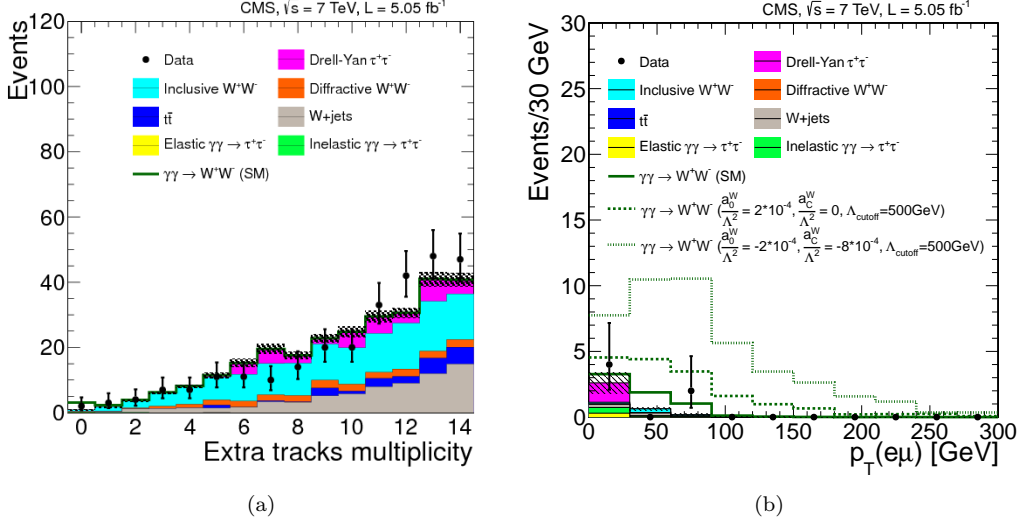 CMS, √s = 7 TeV, L = 5.05 fb⁻¹
Events
120
100
80
60
40
20
0
Data
Drell-Yan τ⁺τ⁻
Inclusive W⁺W⁻
Diffractive W⁺W⁻
tt̄
W+jets
Elastic γγ → τ⁺τ⁻
Inelastic γγ → τ⁺τ⁻
γγ → W⁺W⁻ (SM)
0 2 4 6 8 10 12 14
Extra tracks multiplicity
(a)
CMS, √s = 7 TeV, L = 5.05 fb⁻¹
Events/30 GeV
30
25
20
15
10
5
0
Data
Drell-Yan τ⁺τ⁻
Inclusive W⁺W⁻
Diffractive W⁺W⁻
tt̄
W+jets
Elastic γγ → τ⁺τ⁻
Inelastic γγ → τ⁺τ⁻
γγ → W⁺W⁻ (SM)
γγ → W⁺W⁻ (a₀ᵂ/Λ² = 2*10⁻⁴, a_Cᵂ/Λ² = 0, Λ_cutoff=500GeV)
γγ → W⁺W⁻ (a₀ᵂ/Λ² = -2*10⁻⁴, a_Cᵂ/Λ² = -8*10⁻⁴, Λ_cutoff=500GeV)
0 50 100 150 200 250 300
p_T(eμ) [GeV]
(b)